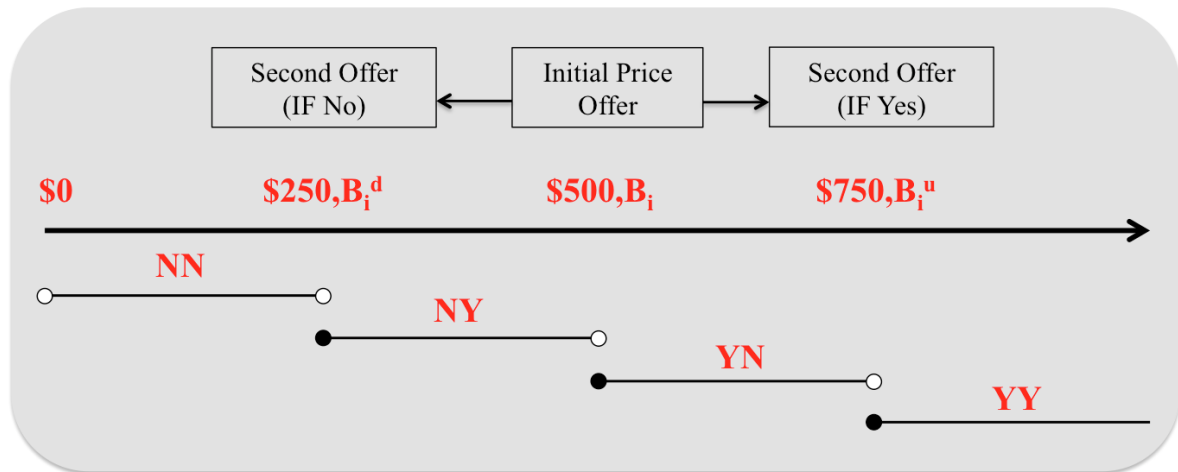 Second Offer
(IF No)
Initial Price
Offer
Second Offer
(IF Yes)
$0
$250,Bᵢᵈ
$500,Bᵢ
$750,Bᵢᵘ
NN
NY
YN
YY